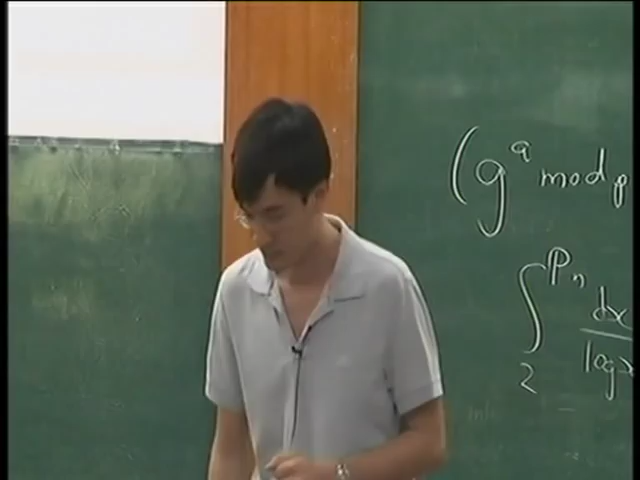 (g^a mod p
∫_2^{p_n} dx/log x